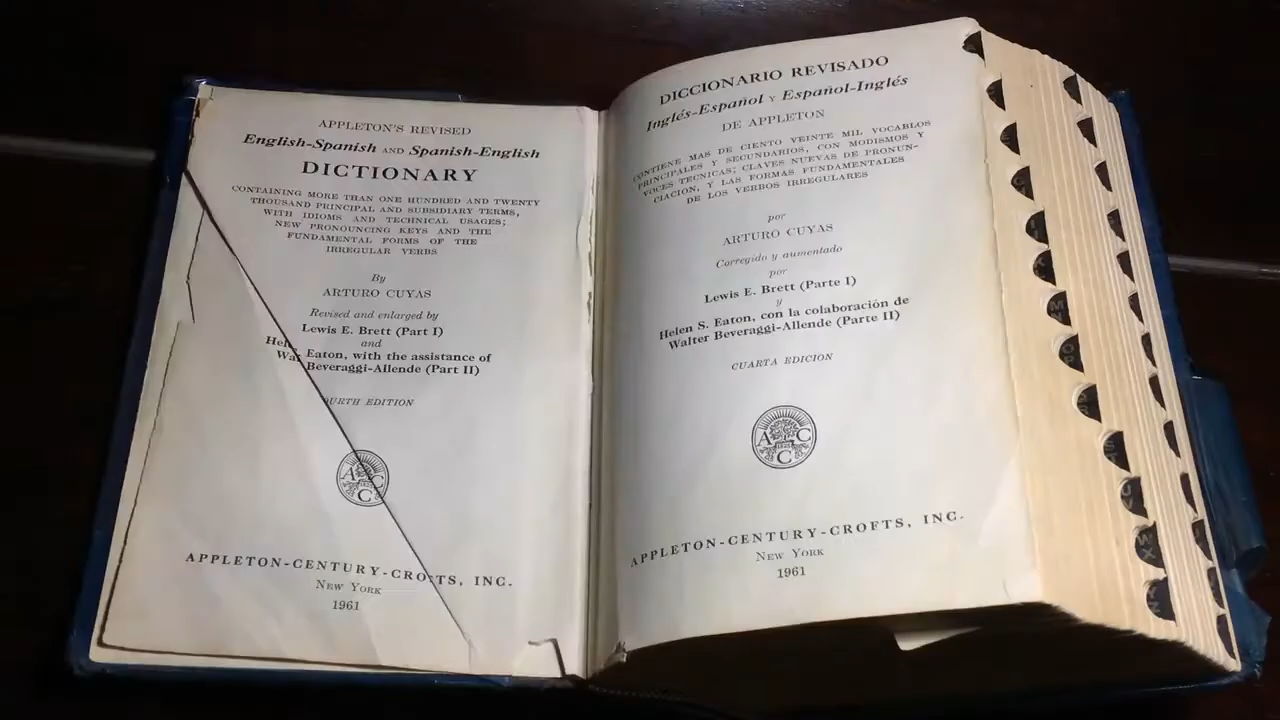 APPLETON'S REVISED
English-Spanish AND Spanish-English
DICTIONARY
CONTAINING MORE THAN ONE HUNDRED AND TWENTY
THOUSAND PRINCIPAL AND SUBSIDIARY TERMS,
WITH IDIOMS AND TECHNICAL USAGES;
NEW PRONOUNCING KEYS AND THE
FUNDAMENTAL FORMS OF THE
IRREGULAR VERBS
By
ARTURO CUYAS
Revised and enlarged by
Lewis E. Brett (Part I)
and
Eaton, with the assistance of
Beveraggi-Allende (Part II)
EDITION
A C C
APPLETON-CENTURY-CROFTS, INC.
NEW YORK
1961
DICCIONARIO REVISADO
Inglés-Español Y Español-Inglés
DE APPLETON
CONTIENE MAS DE CIENTO VEINTE MIL VOCABLOS
PRINCIPALES Y SECUNDARIOS, CON MODISMOS Y
VOCES TECNICAS; CLAVES NUEVAS DE PRONUN-
CIACION, Y LAS FORMAS FUNDAMENTALES
DE LOS VERBOS IRREGULARES
por
ARTURO CUYAS
Corregido y aumentado
por
Lewis E. Brett (Parte I)
y
Helen S. Eaton, con la colaboración de
Walter Beveraggi-Allende (Parte II)
CUARTA EDICION
A C C
APPLETON-CENTURY-CROFTS, INC.
NEW YORK
1961
K
MN
OP
ST
UV
WX
YZ